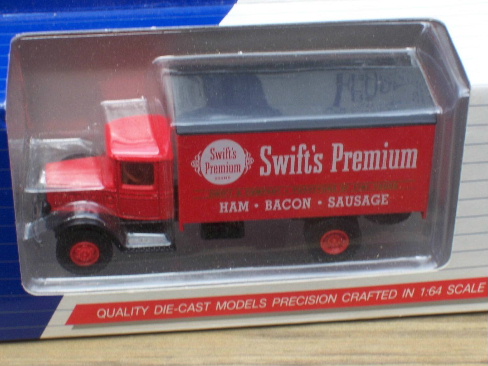 Swift's
Premium
Swift's Premium
HAM • BACON • SAUSAGE
QUALITY DIE-CAST MODELS PRECISION CRAFTED IN 1:64 SCALE